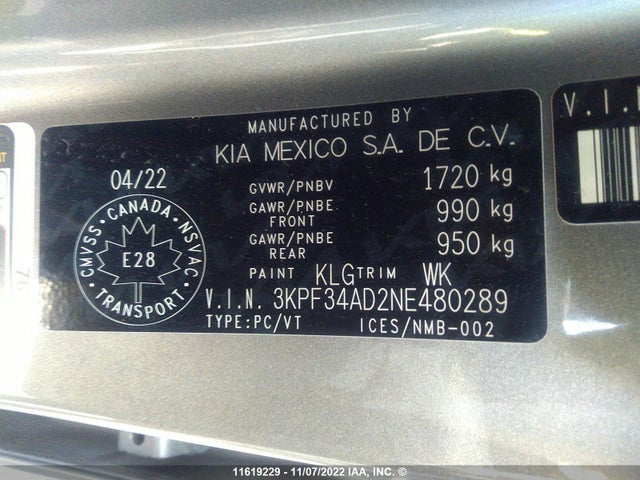 MANUFACTURED BY
KIA MEXICO S.A. DE C.V.
04/22
GVWR/PNBV 1720 kg
GAWR/PNBE FRONT 990 kg
GAWR/PNBE REAR 950 kg
PAINT KLG TRIM WK
V.I.N. 3KPF34AD2NE480289
TYPE:PC/VT ICES/NMB-002
CANADA
CMVSS · NSVAC
E28
TRANSPORT
V.I.N
11619229 - 11/07/2022 IAA, INC. ©